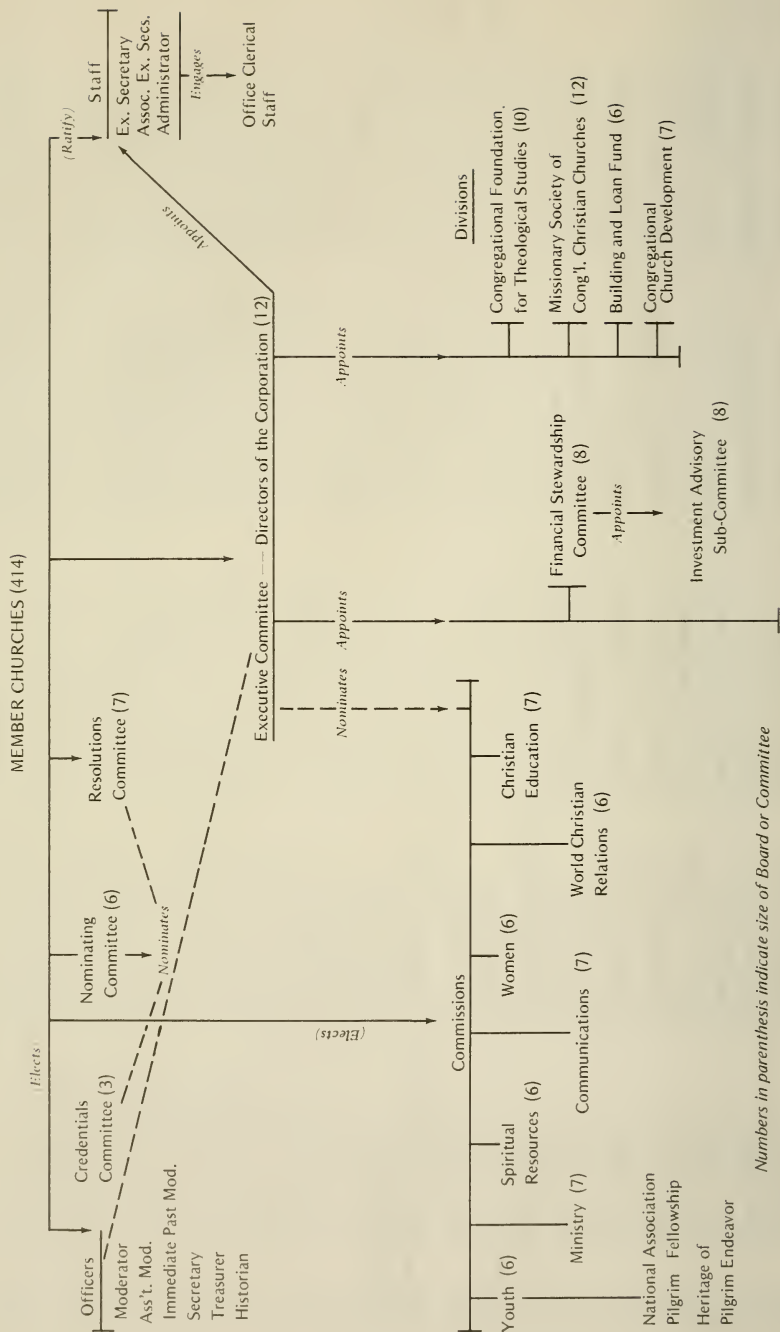 MEMBER CHURCHES (414)
Elects
(Ratify)
Officers
Moderator
Ass't. Mod.
Immediate Past Mod.
Secretary
Treasurer
Historian
Credentials
Committee (3)
Nominating
Committee (6)
Nominates
Resolutions
Committee (7)
Staff
Ex. Secretary
Assoc. Ex. Secs.
Administrator
Engages
Office Clerical
Staff
Appoints
Executive Committee — Directors of the Corporation (12)
(Elects)
Nominates
Appoints
Appoints
Commissions
Youth (6)
National Association
Pilgrim Fellowship
Heritage of
Pilgrim Endeavor
Ministry (7)
Spiritual
Resources (6)
Communications (7)
Women (6)
World Christian
Relations (6)
Christian
Education (7)
Financial Stewardship
Committee (8)
Appoints
Investment Advisory
Sub-Committee (8)
Divisions
Congregational Foundation.
for Theological Studies (10)
Missionary Society of
Cong'l. Christian Churches (12)
Building and Loan Fund (6)
Congregational
Church Development (7)
Numbers in parenthesis indicate size of Board or Committee